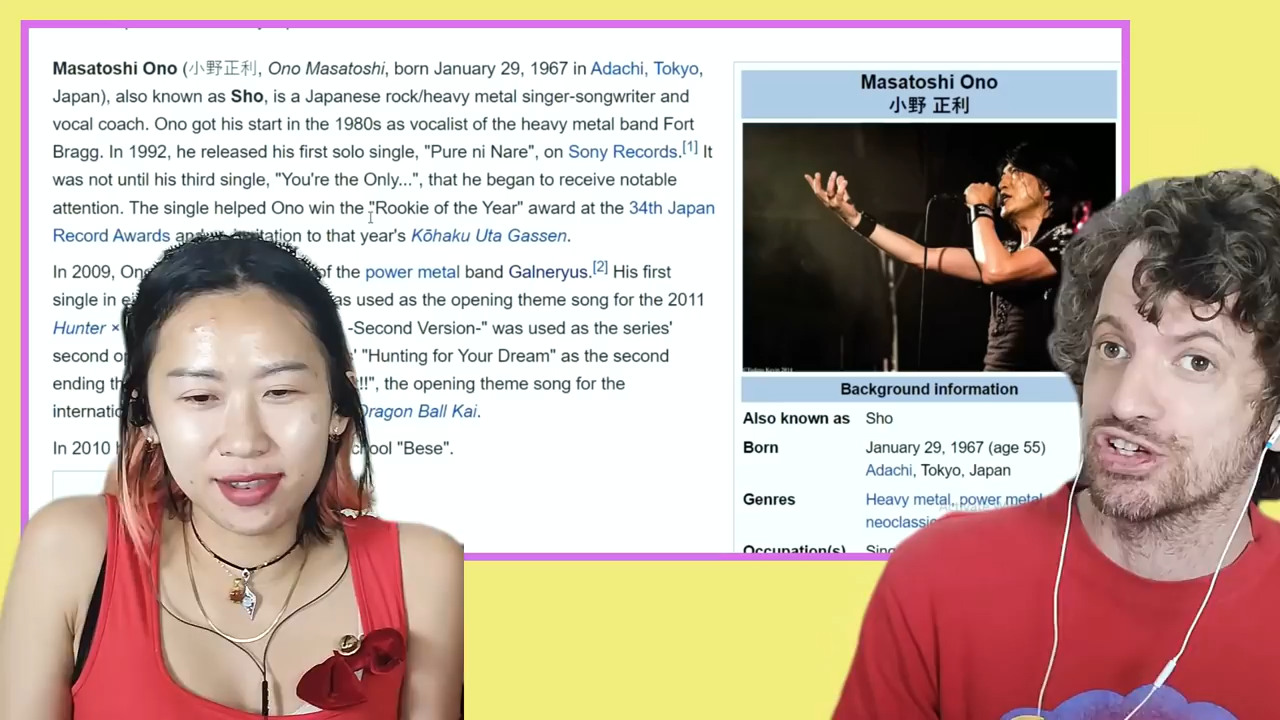 Masatoshi Ono (小野正利, Ono Masatoshi, born January 29, 1967 in Adachi, Tokyo,
Japan), also known as Sho, is a Japanese rock/heavy metal singer-songwriter and
vocal coach. Ono got his start in the 1980s as vocalist of the heavy metal band Fort
Bragg. In 1992, he released his first solo single, "Pure ni Nare", on Sony Records.[1] It
was not until his third single, "You're the Only...", that he began to receive notable
attention. The single helped Ono win the "Rookie of the Year" award at the 34th Japan
Record Awards to that year's Kōhaku Uta Gassen.
In 2009, of the power metal band Galneryus.[2] His first
single in as used as the opening theme song for the 2011
Hunter × -Second Version-" was used as the series'
second "Hunting for Your Dream" as the second
ending the opening theme song for the
Dragon Ball Kai.
In 2010 "Bese".
Masatoshi Ono
小野 正利
Background information
Also known as Sho
Born January 29, 1967 (age 55)
Adachi, Tokyo, Japan
Genres Heavy metal, power metal
Occupation(s)